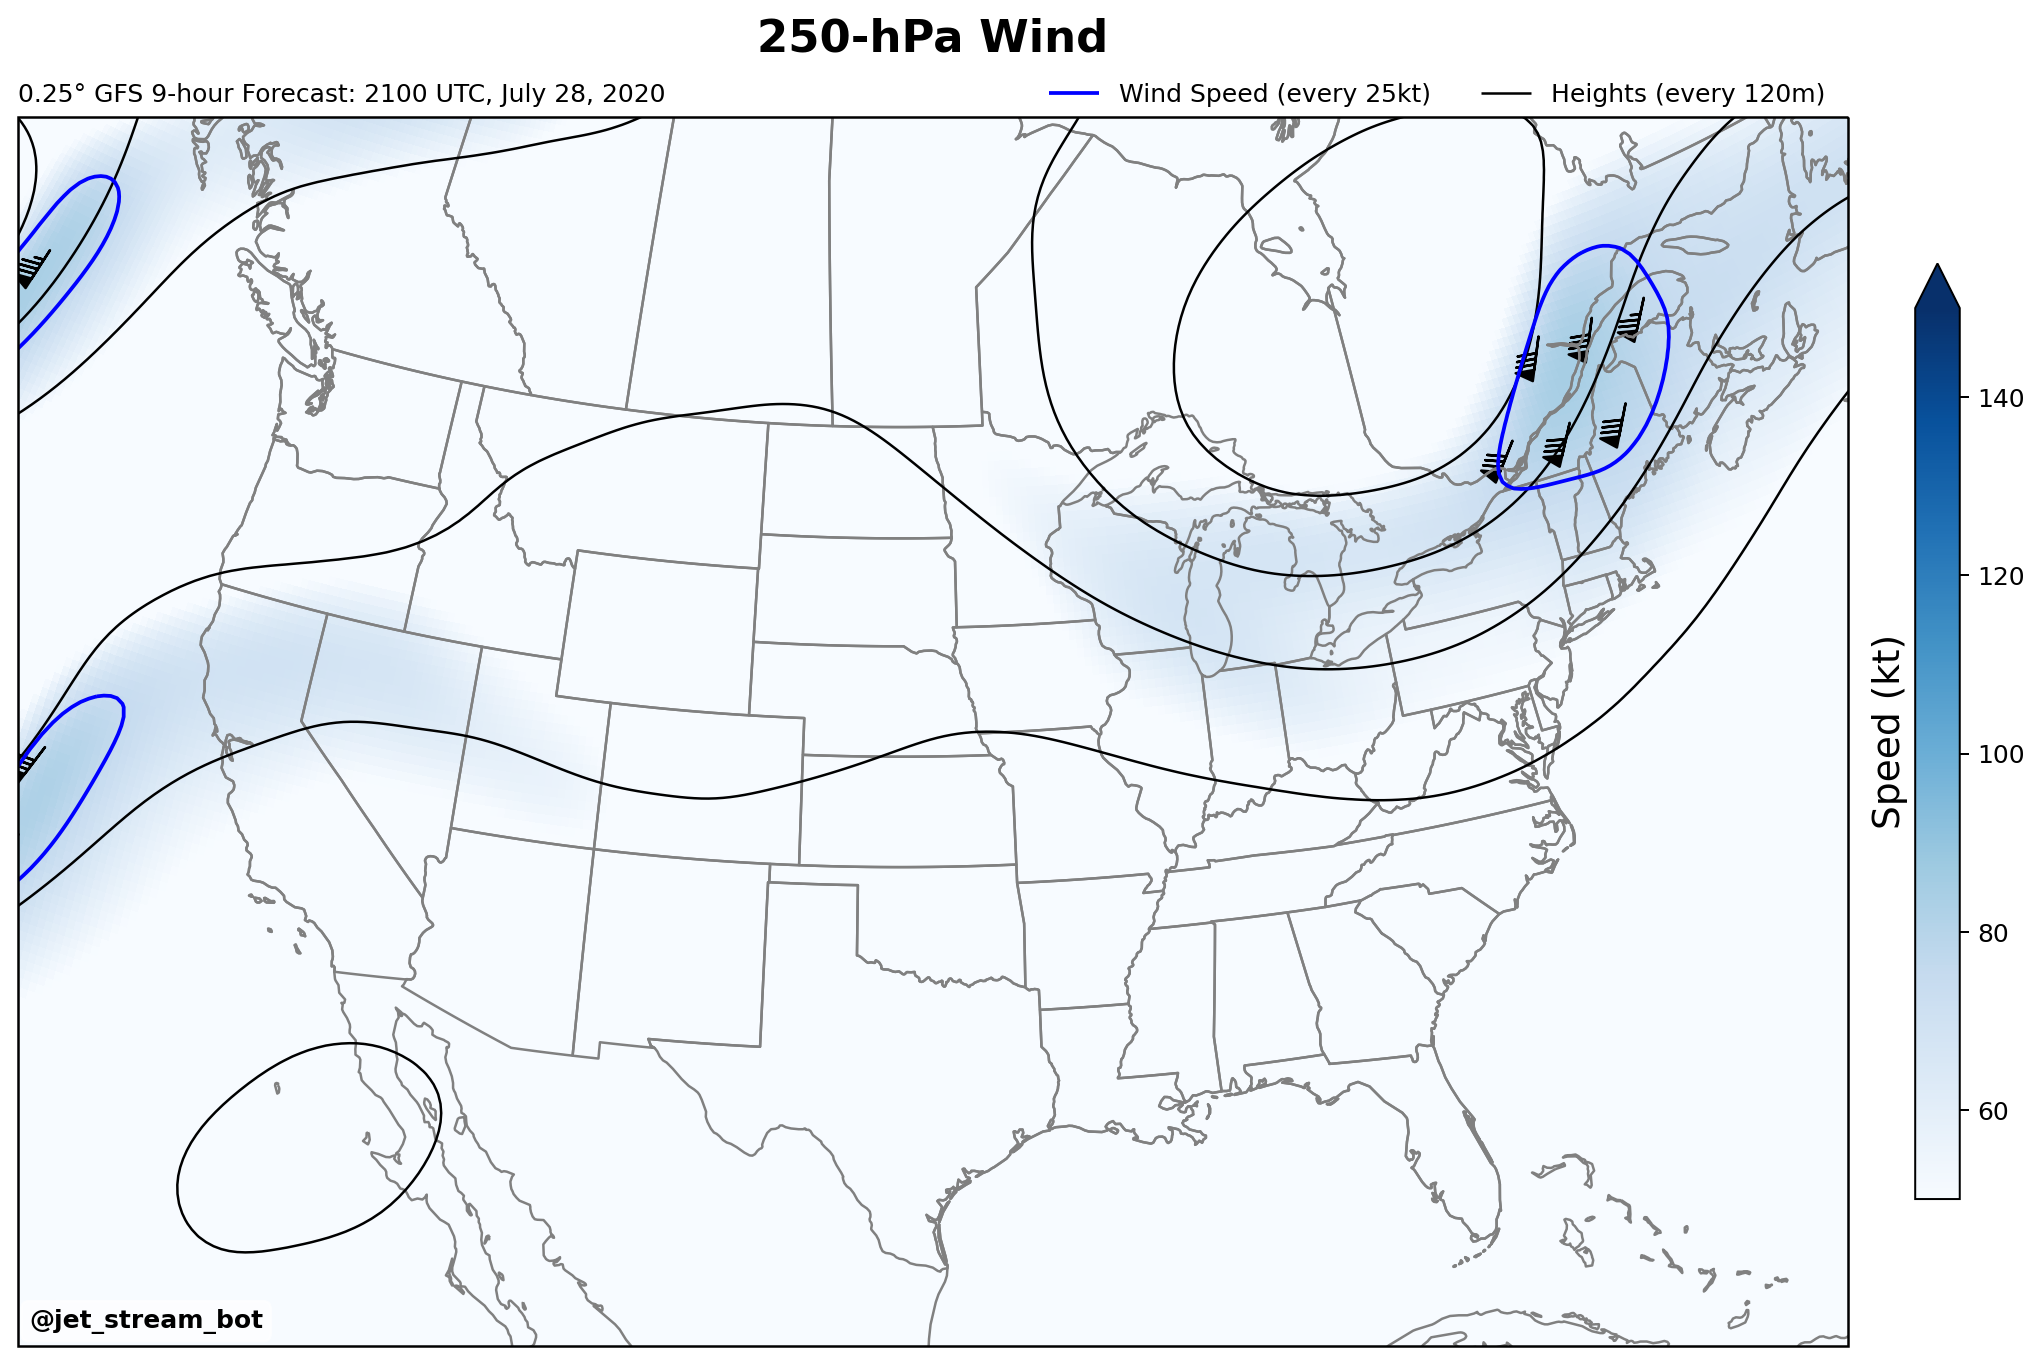 250-hPa Wind
0.25° GFS 9-hour Forecast: 2100 UTC, July 28, 2020
Wind Speed (every 25kt)
Heights (every 120m)
140
120
100
80
60
Speed (kt)
@jet_stream_bot